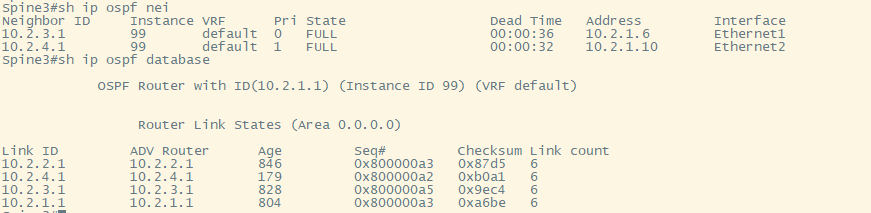 Spine3#sh ip ospf nei
Neighbor ID     Instance VRF      Pri State                  Dead Time   Address         Interface
10.2.3.1        99       default  0   FULL                   00:00:36    10.2.1.6        Ethernet1
10.2.4.1        99       default  1   FULL                   00:00:32    10.2.1.10       Ethernet2
Spine3#sh ip ospf database
OSPF Router with ID(10.2.1.1) (Instance ID 99) (VRF default)
Router Link States (Area 0.0.0.0)
Link ID         ADV Router      Age         Seq#         Checksum Link count
10.2.2.1        10.2.2.1        846         0x800000a3   0x87d5   6
10.2.4.1        10.2.4.1        179         0x800000a2   0xb0a1   6
10.2.3.1        10.2.3.1        828         0x800000a5   0x9ec4   6
10.2.1.1        10.2.1.1        804         0x800000a3   0xa6be   6
Spine3#